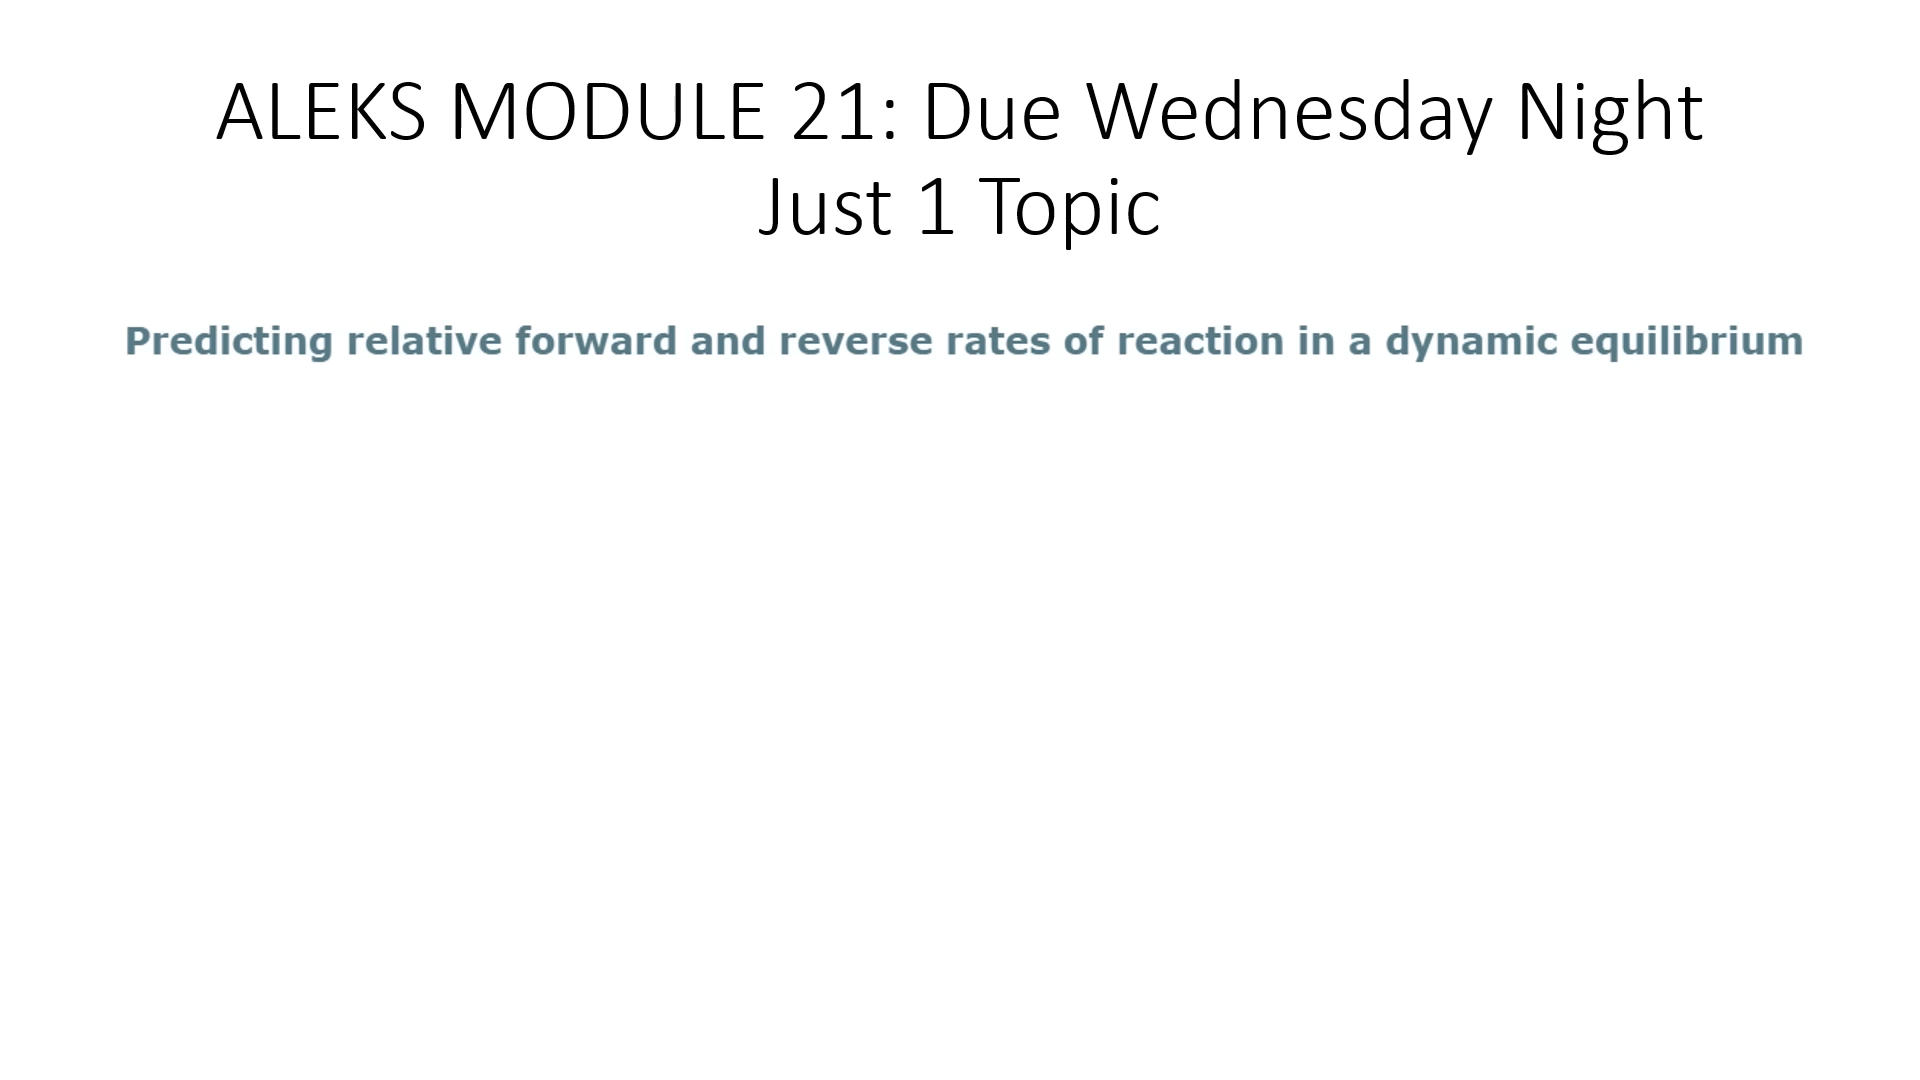 ALEKS MODULE 21: Due Wednesday Night
Just 1 Topic
Predicting relative forward and reverse rates of reaction in a dynamic equilibrium